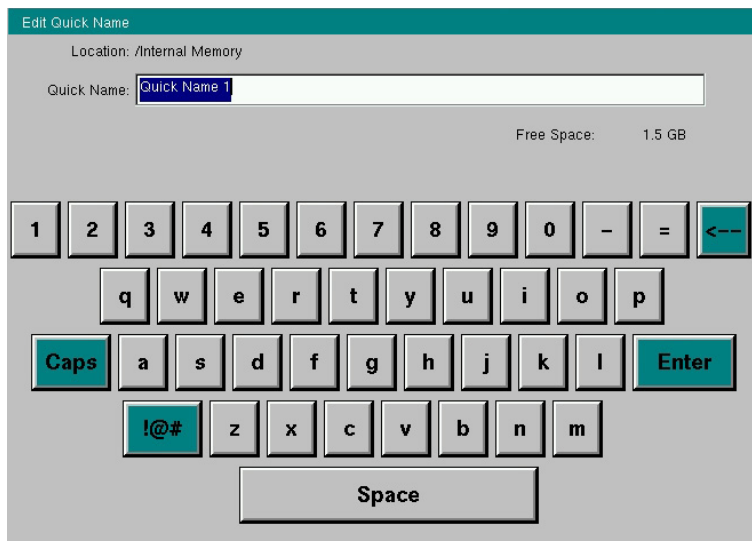 Edit Quick Name
Location: /Internal Memory
Quick Name: Quick Name 1
Free Space: 1.5 GB
1 2 3 4 5 6 7 8 9 0 - = <--
q w e r t y u i o p
Caps a s d f g h j k l Enter
!@# z x c v b n m
Space